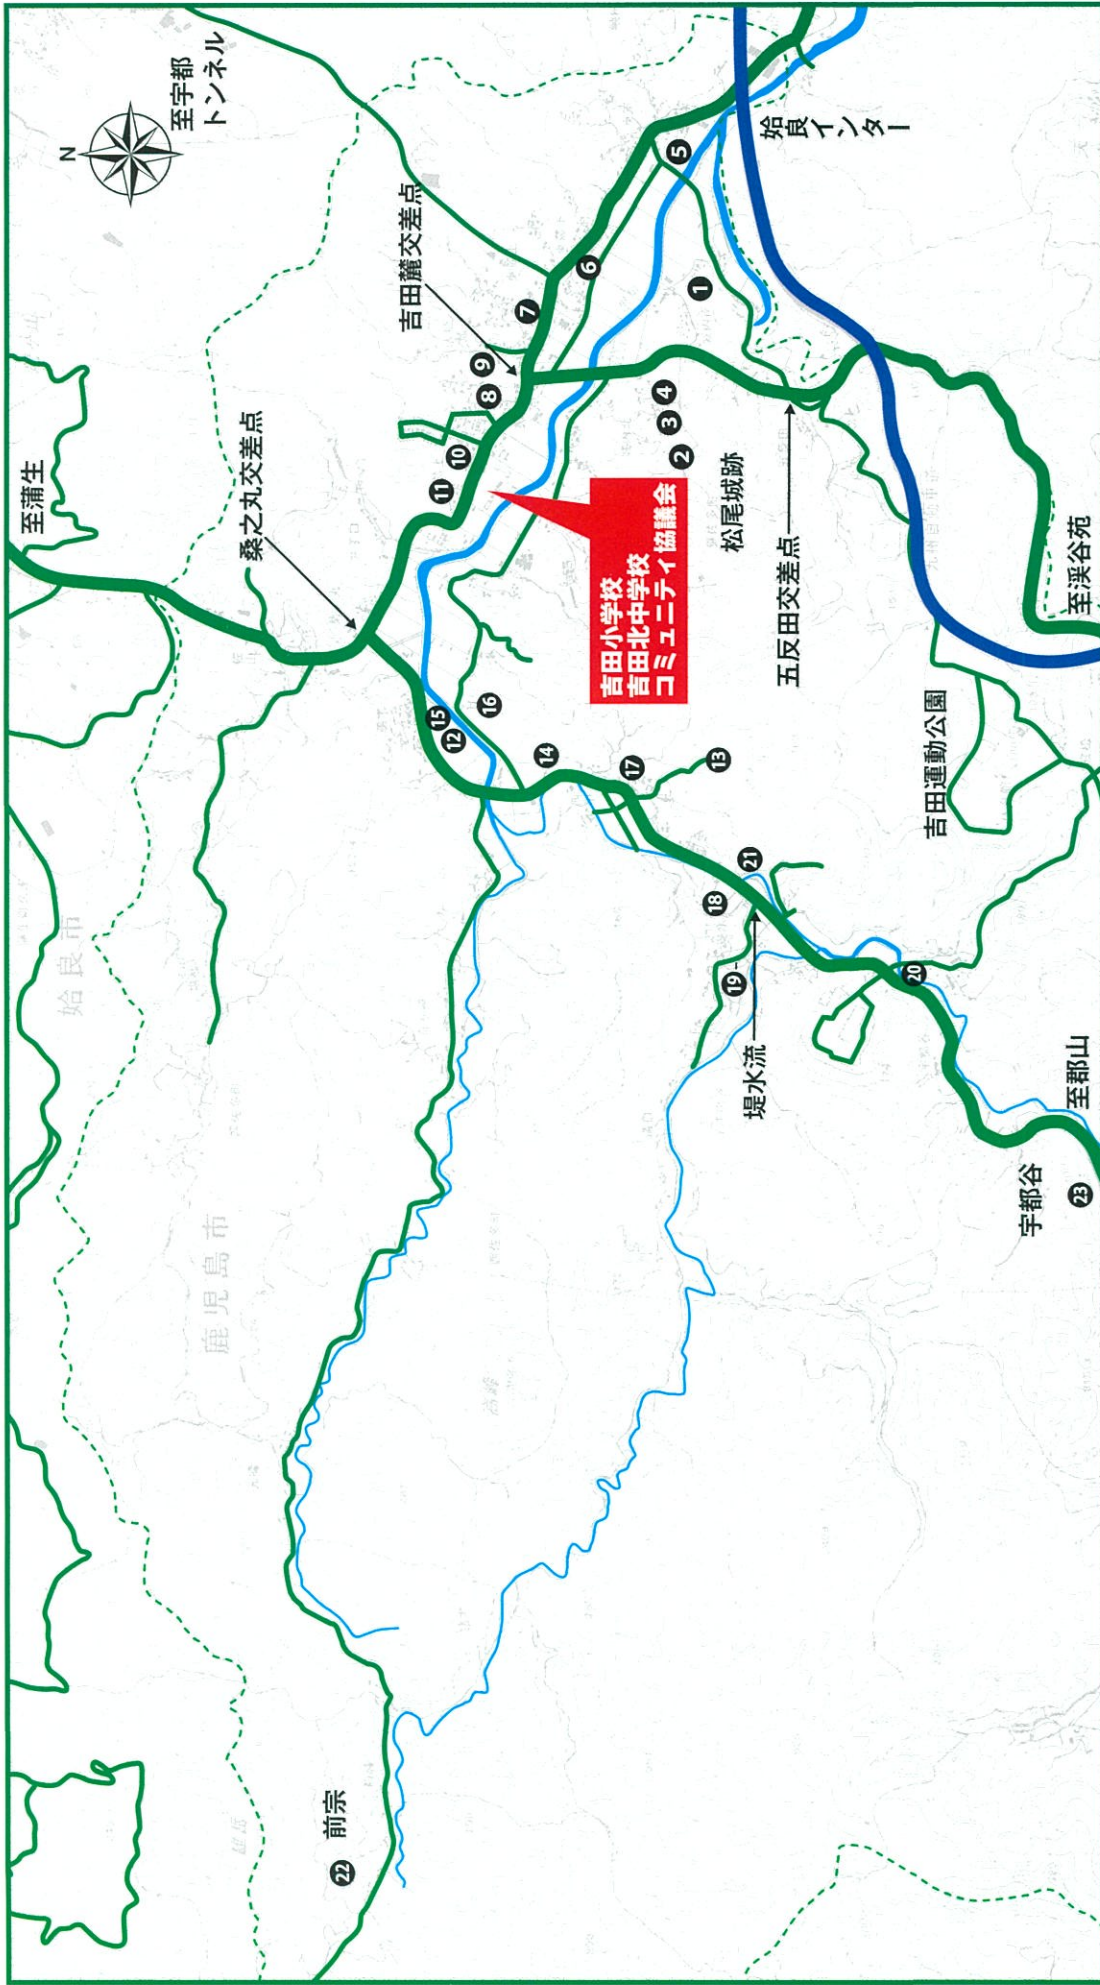 N
至宇都
トンネル
至蒲生
桑之丸交差点
吉田麓交差点
姶良インター
吉田小学校
吉田北中学校
コミュニティ協議会
松尾城跡
五反田交差点
至渓谷苑
吉田運動公園
堤水流
至郡山
宇都谷
前宗
姶良市
鹿児島市
1
2
3
4
5
6
7
8
9
10
11
12
13
14
15
16
17
18
19
20
21
22
23